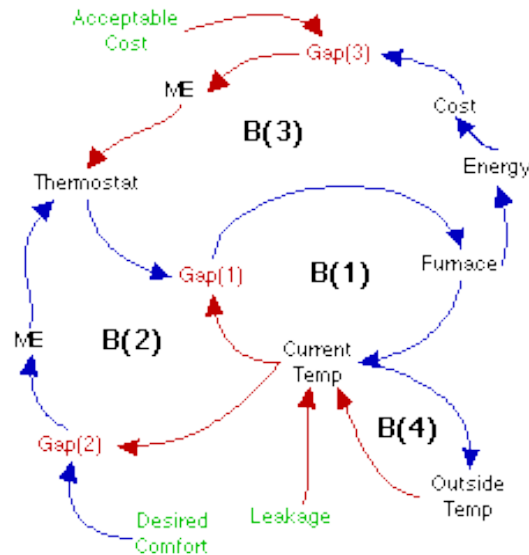 Acceptable
Cost
Gap(3)
ME
Cost
B(3)
Energy
Thermostat
Gap(1)
B(1)
Furnace
ME
B(2)
Current
Temp
B(4)
Gap(2)
Outside
Temp
Desired
Comfort
Leakage